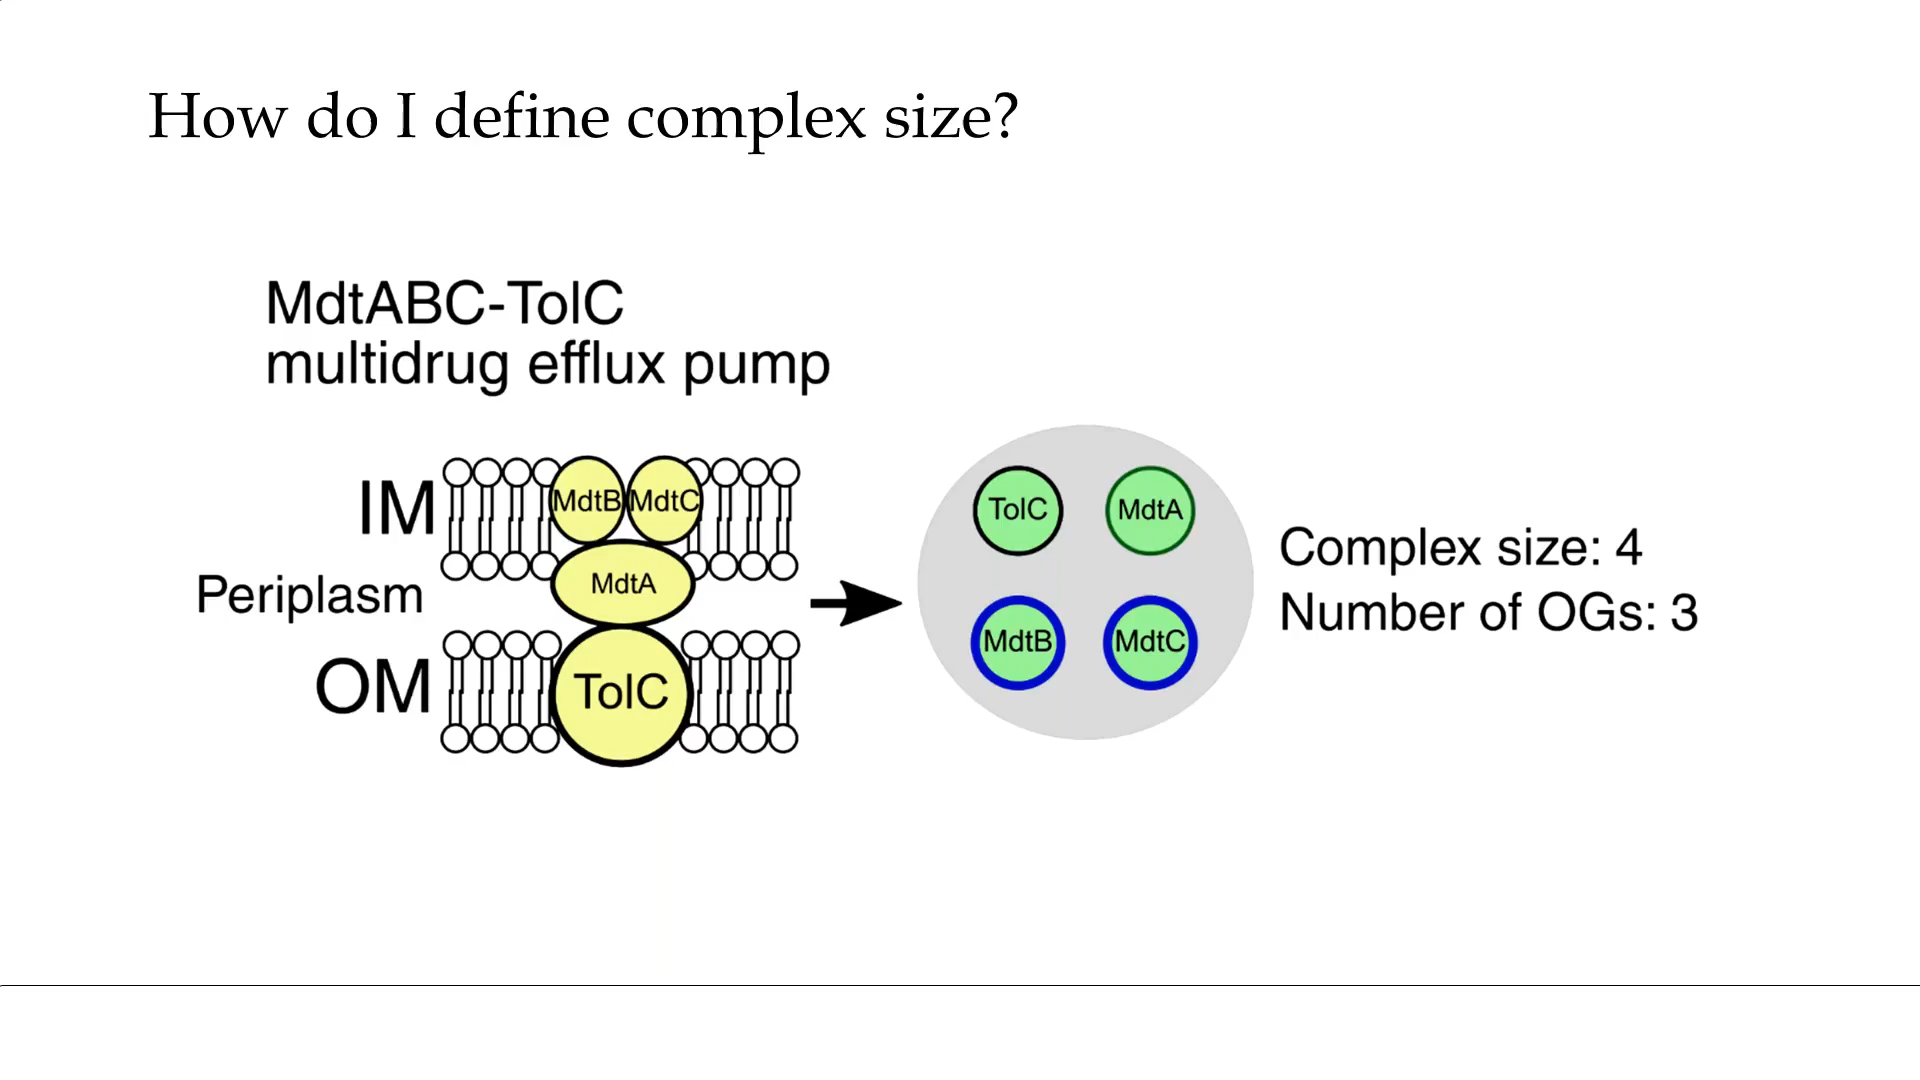 How do I define complex size?
MdtABC-TolC
multidrug efflux pump
IM
MdtB MdtC
Periplasm
MdtA
OM
TolC
TolC MdtA
MdtB MdtC
Complex size: 4
Number of OGs: 3